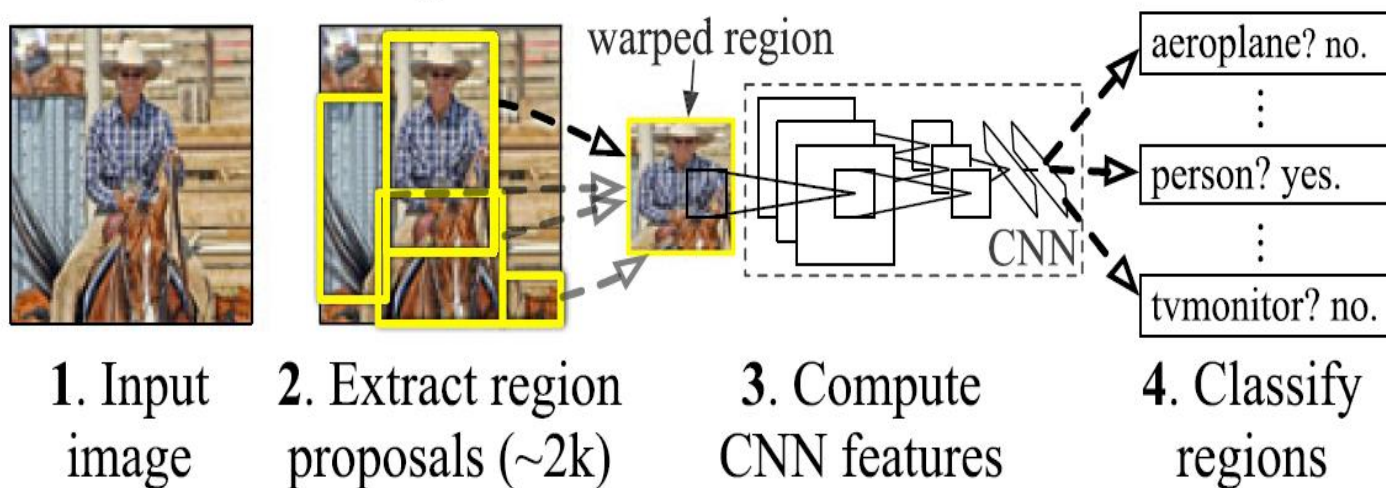 warped region
aeroplane? no.
⋮
person? yes.
⋮
tvmonitor? no.
CNN
1. Input
image
2. Extract region
proposals (~2k)
3. Compute
CNN features
4. Classify
regions